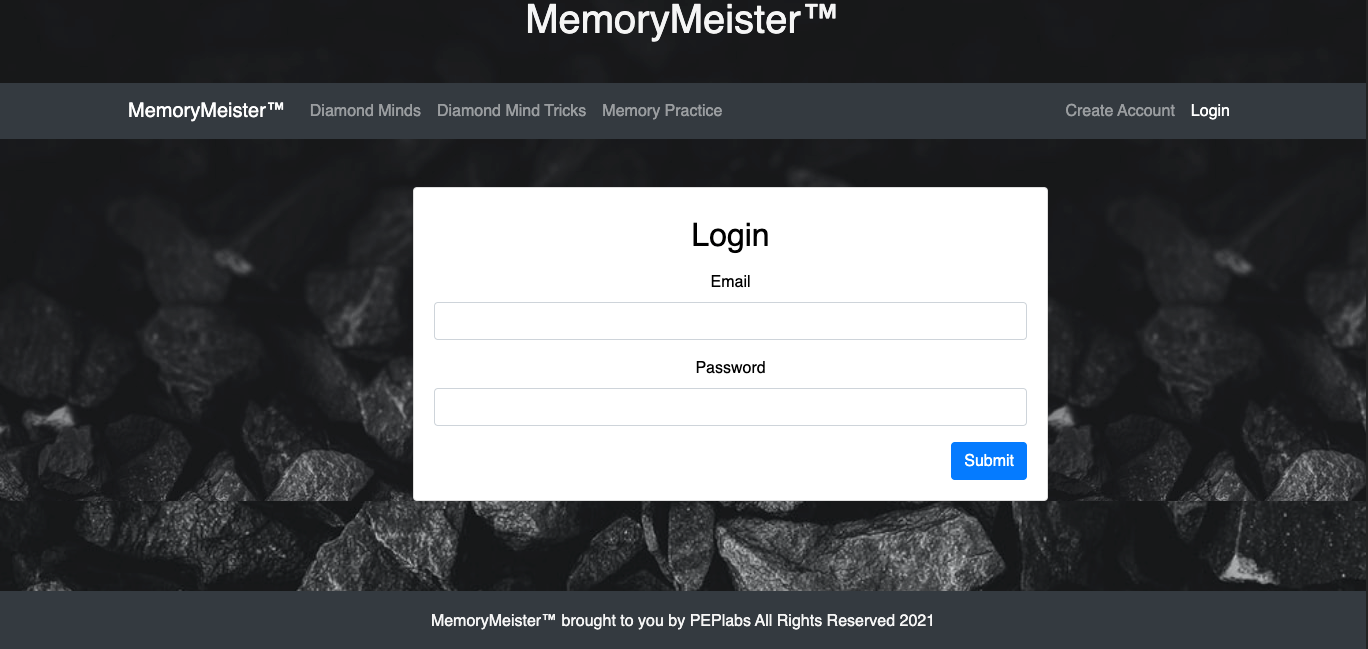 MemoryMeister™
MemoryMeister™ Diamond Minds Diamond Mind Tricks Memory Practice Create Account Login
Login
Email
Password
Submit
MemoryMeister™ brought to you by PEPlabs All Rights Reserved 2021